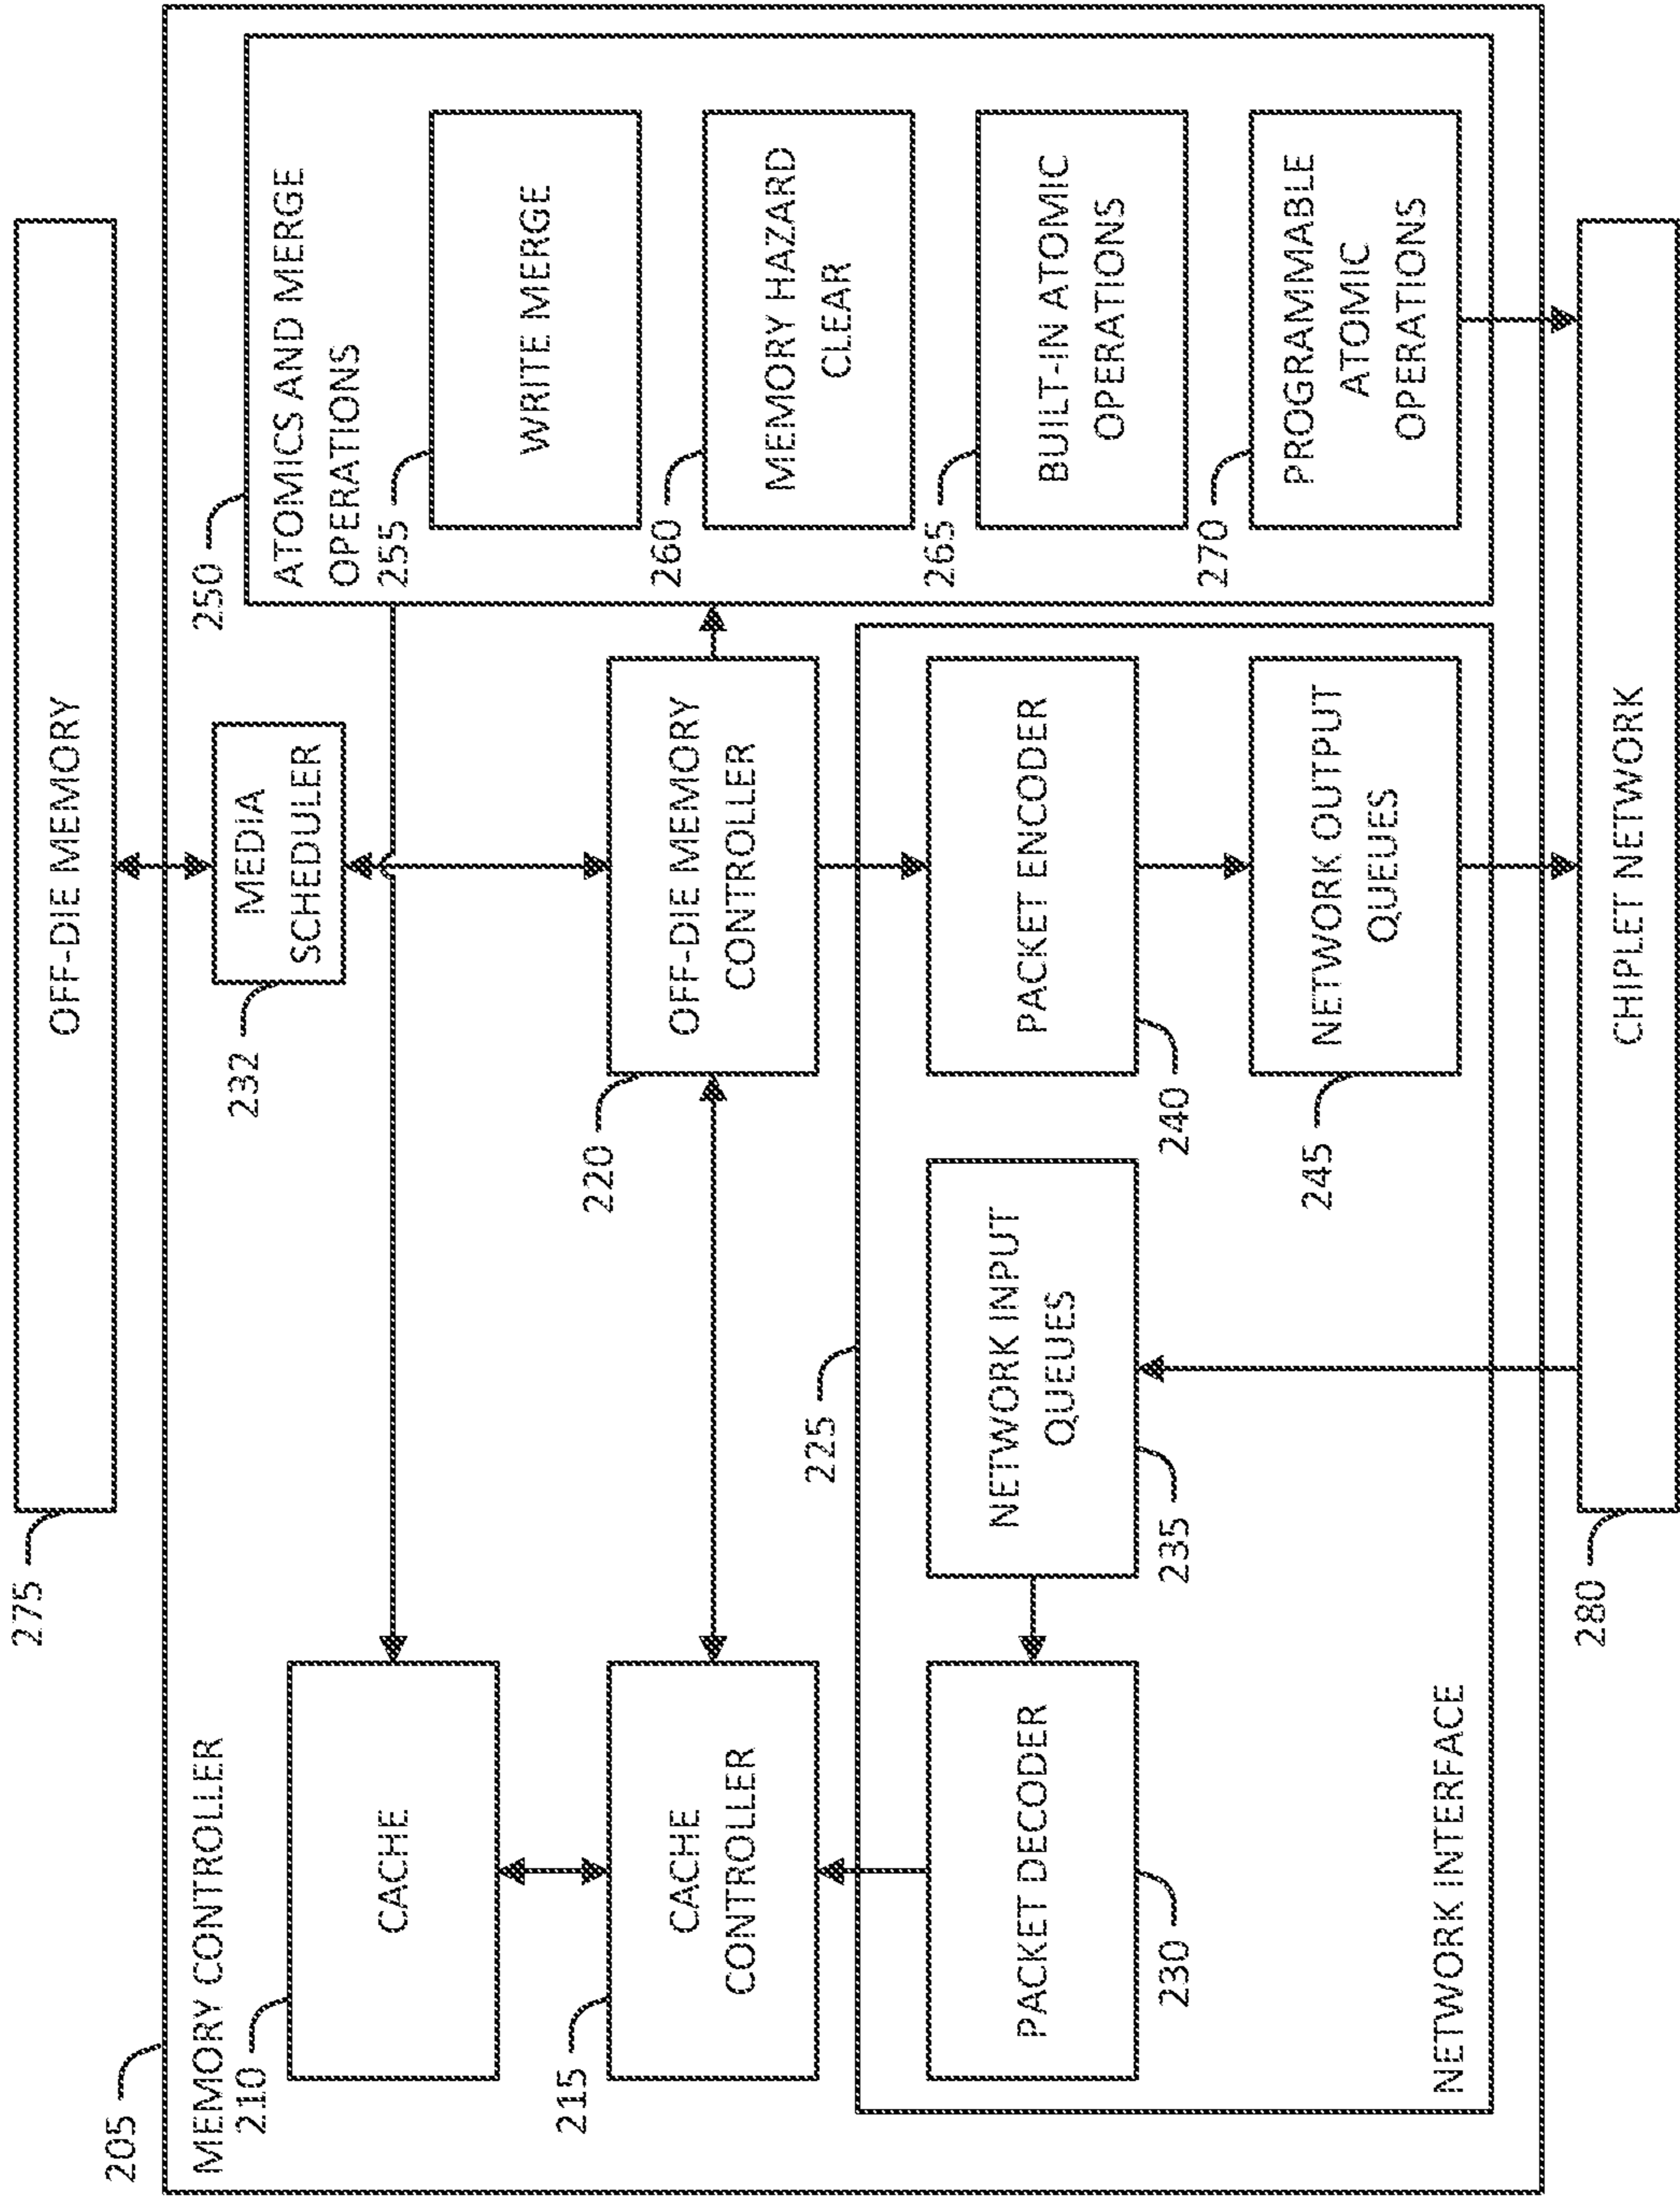 275
OFF-DIE MEMORY
205
MEMORY CONTROLLER
232
MEDIA
SCHEDULER
250
ATOMICS AND MERGE
OPERATIONS
210
CACHE
255
WRITE MERGE
215
CACHE
CONTROLLER
220
OFF-DIE MEMORY
CONTROLLER
260
MEMORY HAZARD
CLEAR
225
PACKET DECODER
230
NETWORK INPUT
QUEUES
235
PACKET ENCODER
240
265
BUILT-IN ATOMIC
OPERATIONS
245
NETWORK OUTPUT
QUEUES
270
PROGRAMMABLE
ATOMIC
OPERATIONS
NETWORK INTERFACE
280
CHIPLET NETWORK